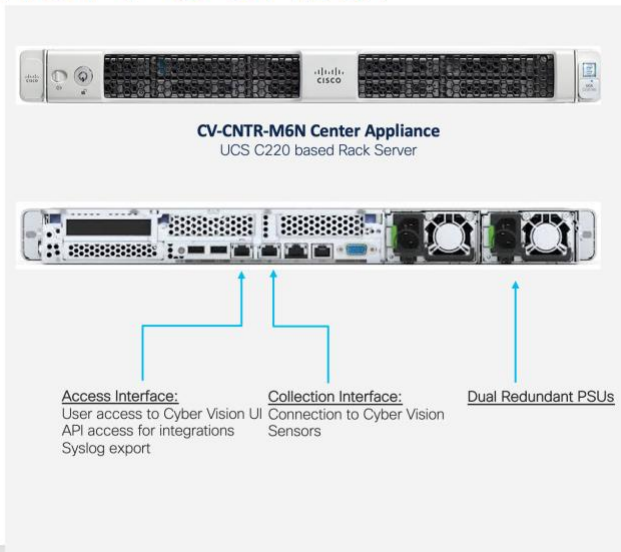 CISCO
CV-CNTR-M6N Center Appliance
UCS C220 based Rack Server
Access Interface:
User access to Cyber Vision UI
API access for integrations
Syslog export
Collection Interface:
Connection to Cyber Vision
Sensors
Dual Redundant PSUs